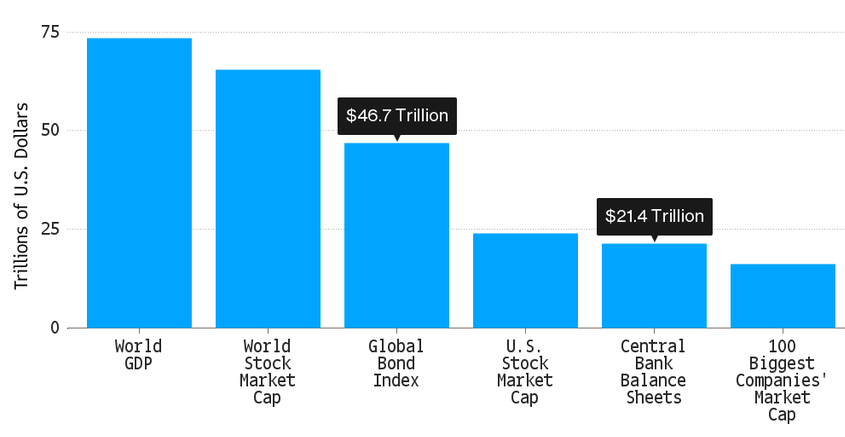 75
50
25
0
Trillions of U.S. Dollars
$46.7 Trillion
$21.4 Trillion
World
GDP
World
Stock
Market
Cap
Global
Bond
Index
U.S.
Stock
Market
Cap
Central
Bank
Balance
Sheets
100
Biggest
Companies'
Market
Cap